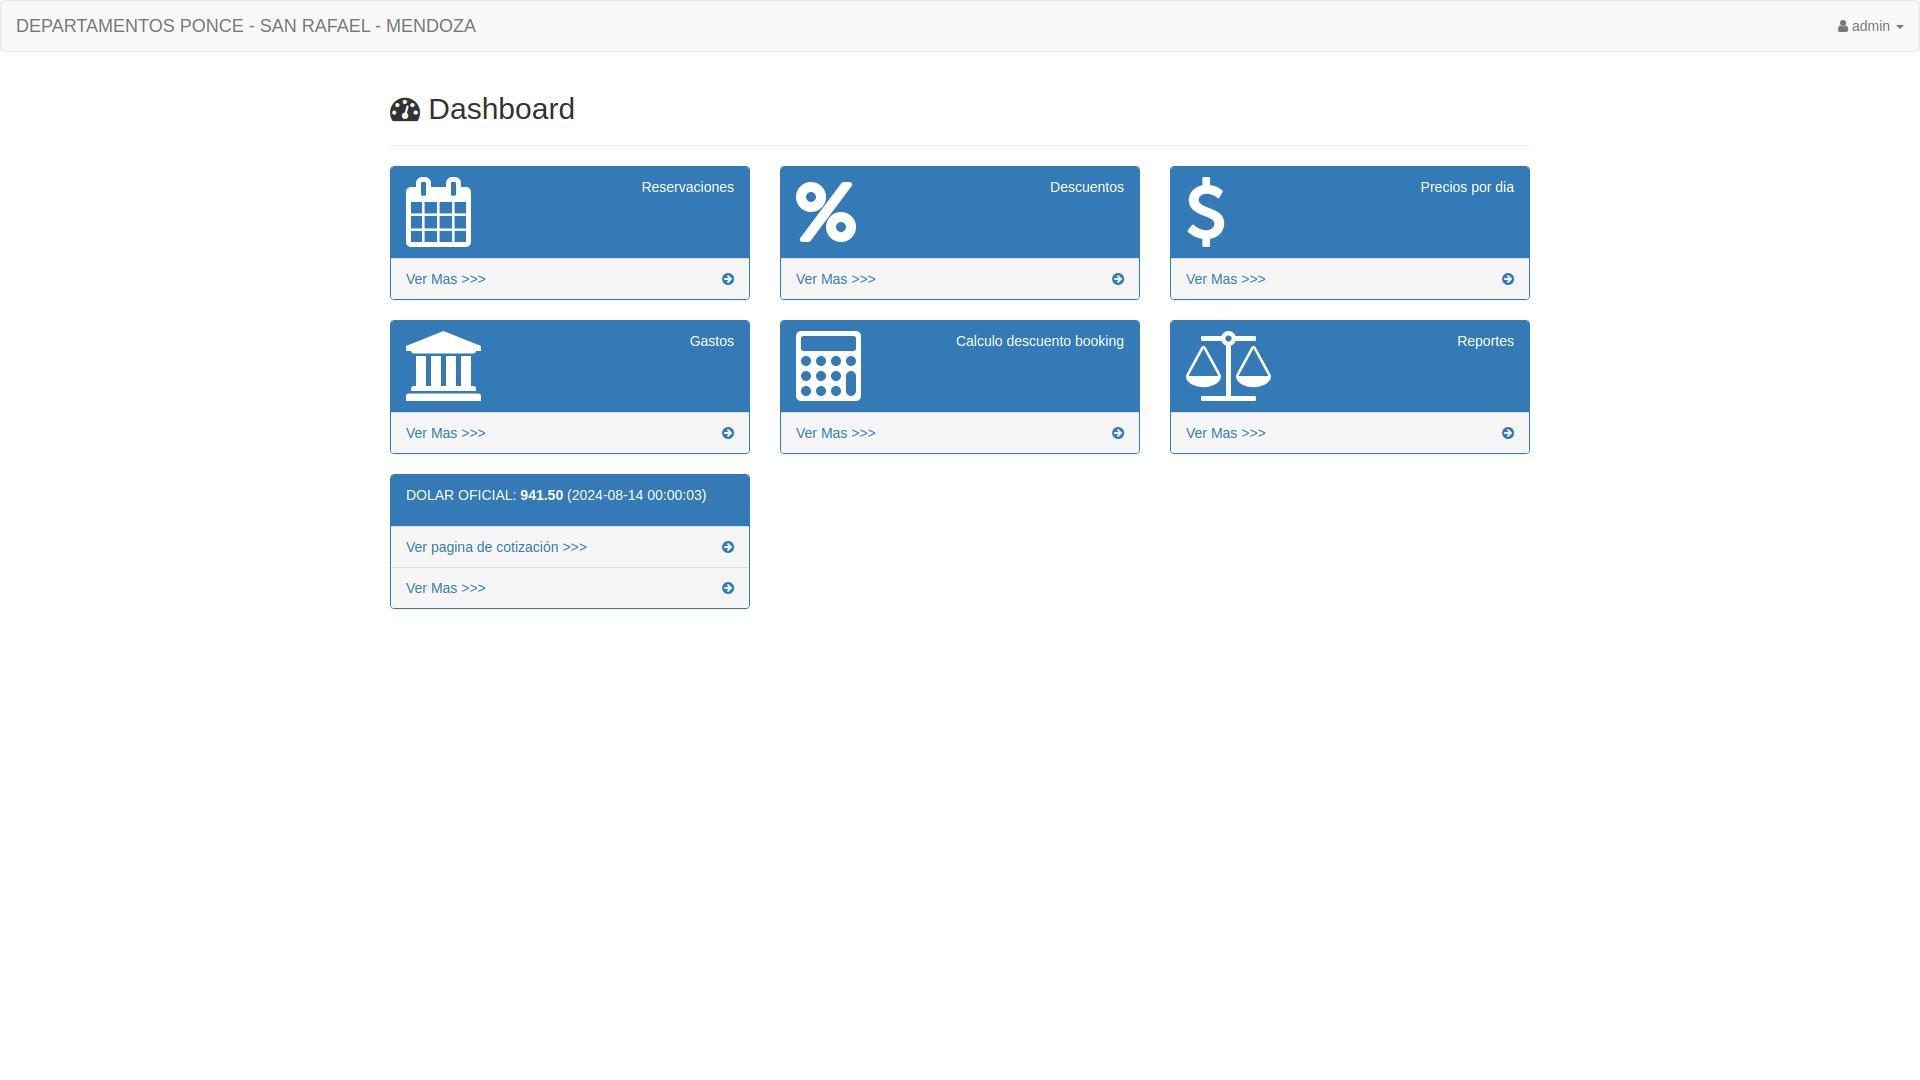 DEPARTAMENTOS PONCE - SAN RAFAEL - MENDOZA
admin
Dashboard
Reservaciones
Ver Mas >>>
Descuentos
Ver Mas >>>
Precios por dia
Ver Mas >>>
Gastos
Ver Mas >>>
Calculo descuento booking
Ver Mas >>>
Reportes
Ver Mas >>>
DOLAR OFICIAL: 941.50 (2024-08-14 00:00:03)
Ver pagina de cotización >>>
Ver Mas >>>